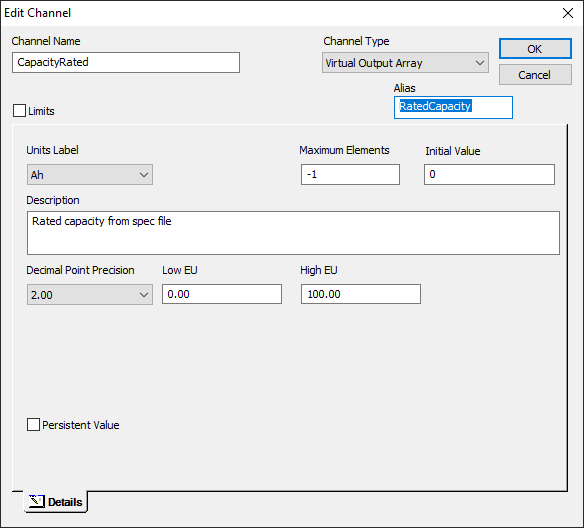 Edit Channel
Channel Name
Channel Type
CapacityRated
Virtual Output Array
OK
Cancel
Alias
RatedCapacity
Limits
Units Label
Maximum Elements
Initial Value
Ah
-1
0
Description
Rated capacity from spec file
Decimal Point Precision
Low EU
High EU
2.00
0.00
100.00
Persistent Value
Details